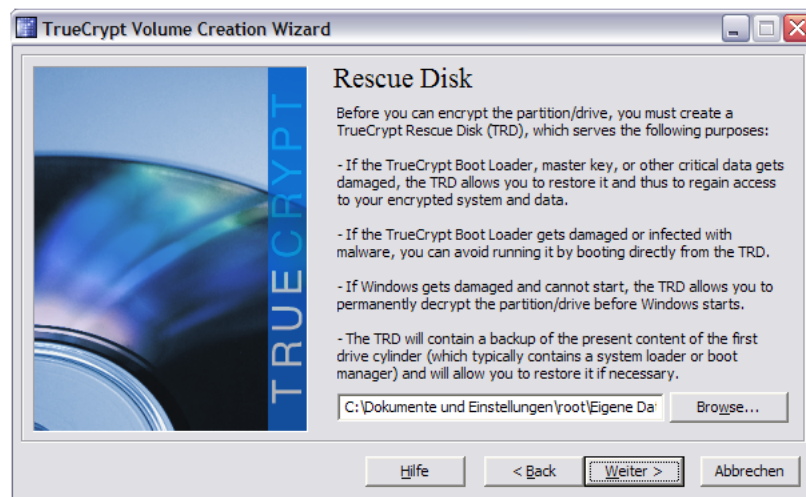 TrueCrypt Volume Creation Wizard
TRUECRYPT
Rescue Disk
Before you can encrypt the partition/drive, you must create a
TrueCrypt Rescue Disk (TRD), which serves the following purposes:
- If the TrueCrypt Boot Loader, master key, or other critical data gets
damaged, the TRD allows you to restore it and thus to regain access
to your encrypted system and data.
- If the TrueCrypt Boot Loader gets damaged or infected with
malware, you can avoid running it by booting directly from the TRD.
- If Windows gets damaged and cannot start, the TRD allows you to
permanently decrypt the partition/drive before Windows starts.
- The TRD will contain a backup of the present content of the first
drive cylinder (which typically contains a system loader or boot
manager) and will allow you to restore it if necessary.
C:\Dokumente und Einstellungen\root\Eigene Da
Browse...
Hilfe
< Back
Weiter >
Abbrechen